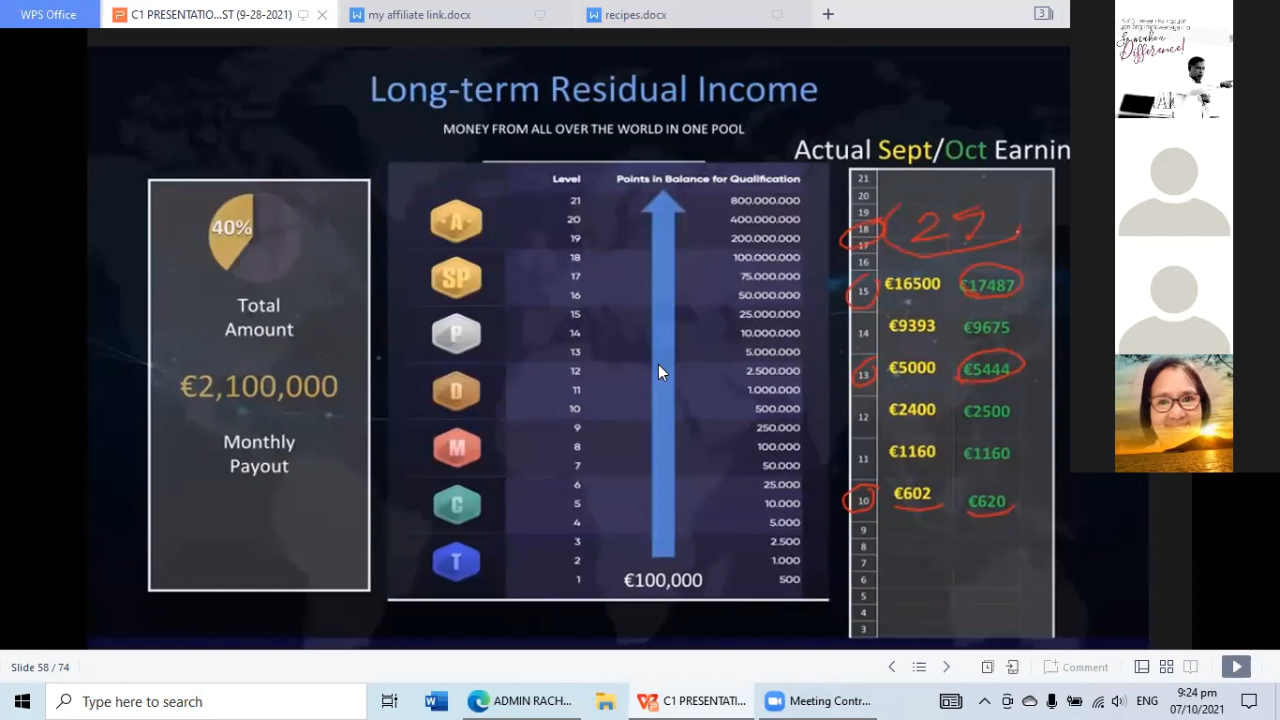 WPS Office
C1 PRESENTATIO...ST (9-28-2021)
my affiliate link.docx
recipes.docx
3
Long-term Residual Income
MONEY FROM ALL OVER THE WORLD IN ONE POOL
Actual Sept/Oct Earnin
40%
Total
Amount
€2,100,000
Monthly
Payout
Level Points in Balance for Qualification
A
SP
P
D
M
C
T
21 800.000.000
20 400.000.000
19 200.000.000
18 100.000.000
17 75.000.000
16 50.000.000
15 25.000.000
14 10.000.000
13 5.000.000
12 2.500.000
11 1.000.000
10 500.000
9 250.000
8 100.000
7 50.000
6 25.000
5 10.000
4 5.000
3 2.500
2 1.000
1 500
€100,000
21
20
19
18
17
16
15 €16500 €17487
14 €9393 €9675
13 €5000 €5444
12 €2400 €2500
11 €1160 €1160
10 €602 €620
9
8
7
6
5
4
3
Difference!
Slide 58 / 74
Comment
Type here to search
ADMIN RACH...
C1 PRESENTATI...
Meeting Contr...
ENG
9:24 pm
07/10/2021